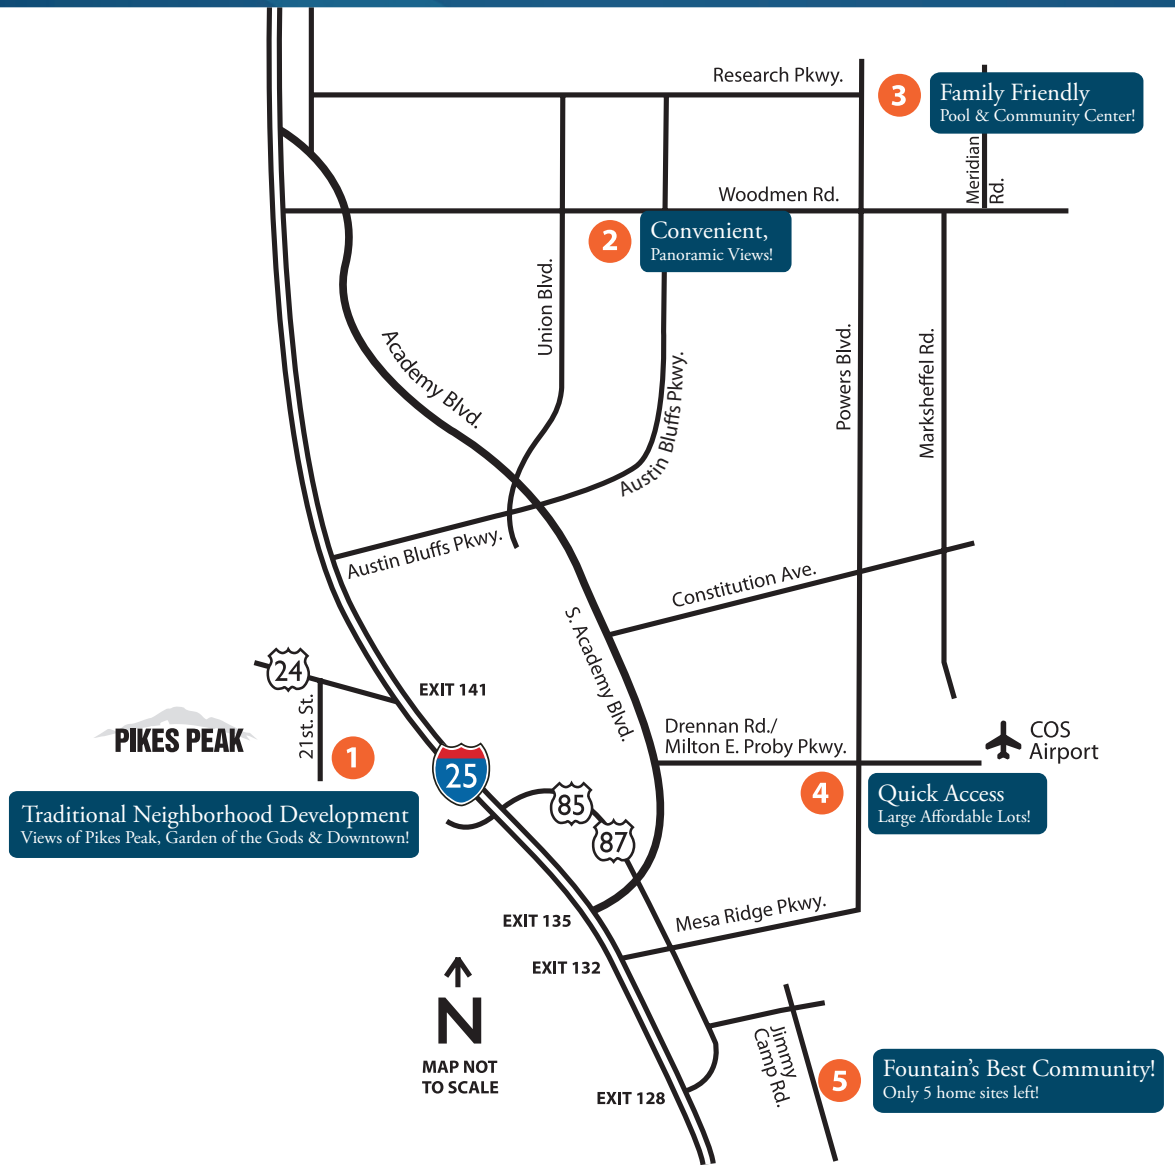 Research Pkwy.
3
Family Friendly
Pool & Community Center!
Meridian
Rd.
Woodmen Rd.
2
Convenient,
Panoramic Views!
Union Blvd.
Academy Blvd.
Austin Bluffs Pkwy.
Powers Blvd.
Marksheffel Rd.
Austin Bluffs Pkwy.
Constitution Ave.
S. Academy Blvd.
24
EXIT 141
21st. St.
PIKES PEAK
1
Traditional Neighborhood Development
Views of Pikes Peak, Garden of the Gods & Downtown!
25
85
87
Drennan Rd./
Milton E. Proby Pkwy.
COS
Airport
4
Quick Access
Large Affordable Lots!
Mesa Ridge Pkwy.
EXIT 135
EXIT 132
N
MAP NOT
TO SCALE
EXIT 128
Jimmy
Camp Rd.
5
Fountain’s Best Community!
Only 5 home sites left!